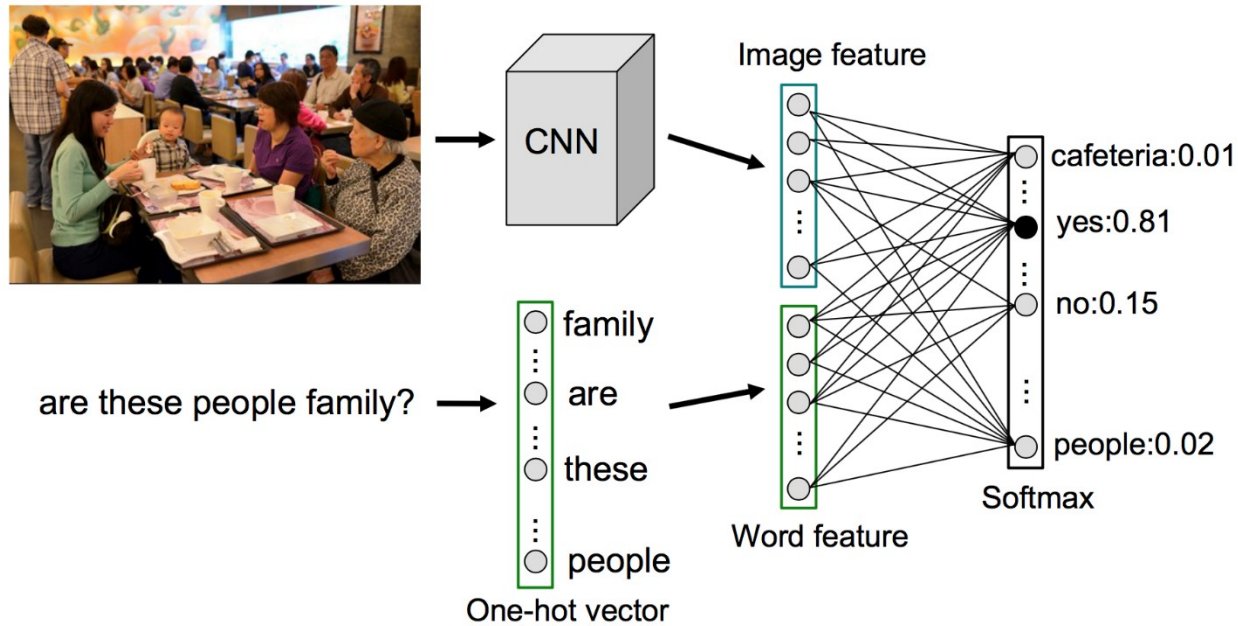 CNN
Image feature
cafeteria:0.01
yes:0.81
no:0.15
people:0.02
Softmax
are these people family?
family
are
these
people
One-hot vector
Word feature